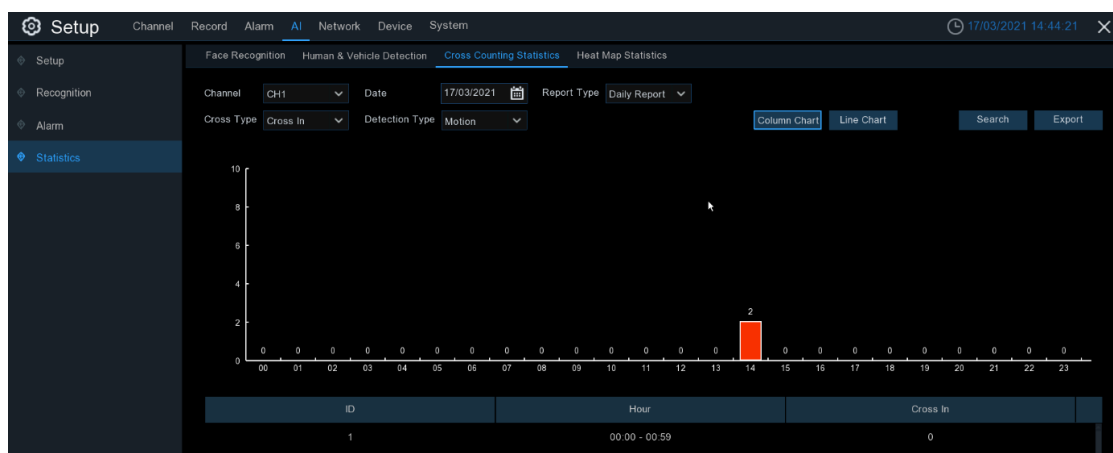 Setup Channel Record Alarm AI Network Device System 17/03/2021 14:44:21
Setup
Recognition
Alarm
Statistics
Face Recognition Human & Vehicle Detection Cross Counting Statistics Heat Map Statistics
Channel CH1 Date 17/03/2021 Report Type Daily Report
Cross Type Cross In Detection Type Motion Column Chart Line Chart Search Export
10
8
6
4
2
2
0 0 0 0 0 0 0 0 0 0 0 0 0 0 0 0 0 0 0 0 0 0 0
0
00 01 02 03 04 05 06 07 08 09 10 11 12 13 14 15 16 17 18 19 20 21 22 23
ID Hour Cross In
1 00:00 - 00:59 0